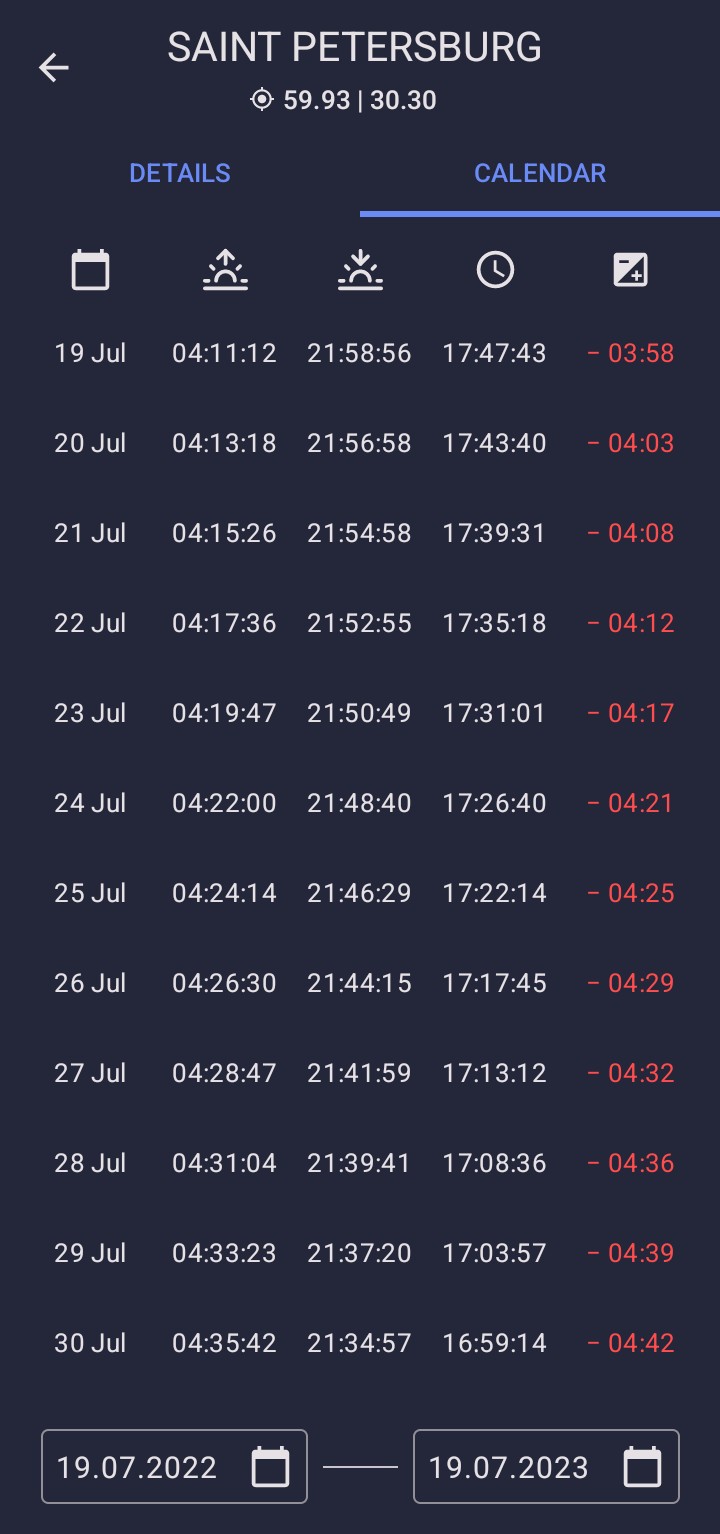 SAINT PETERSBURG
59.93 | 30.30
DETAILS CALENDAR
19 Jul 04:11:12 21:58:56 17:47:43 − 03:58
20 Jul 04:13:18 21:56:58 17:43:40 − 04:03
21 Jul 04:15:26 21:54:58 17:39:31 − 04:08
22 Jul 04:17:36 21:52:55 17:35:18 − 04:12
23 Jul 04:19:47 21:50:49 17:31:01 − 04:17
24 Jul 04:22:00 21:48:40 17:26:40 − 04:21
25 Jul 04:24:14 21:46:29 17:22:14 − 04:25
26 Jul 04:26:30 21:44:15 17:17:45 − 04:29
27 Jul 04:28:47 21:41:59 17:13:12 − 04:32
28 Jul 04:31:04 21:39:41 17:08:36 − 04:36
29 Jul 04:33:23 21:37:20 17:03:57 − 04:39
30 Jul 04:35:42 21:34:57 16:59:14 − 04:42
19.07.2022 19.07.2023